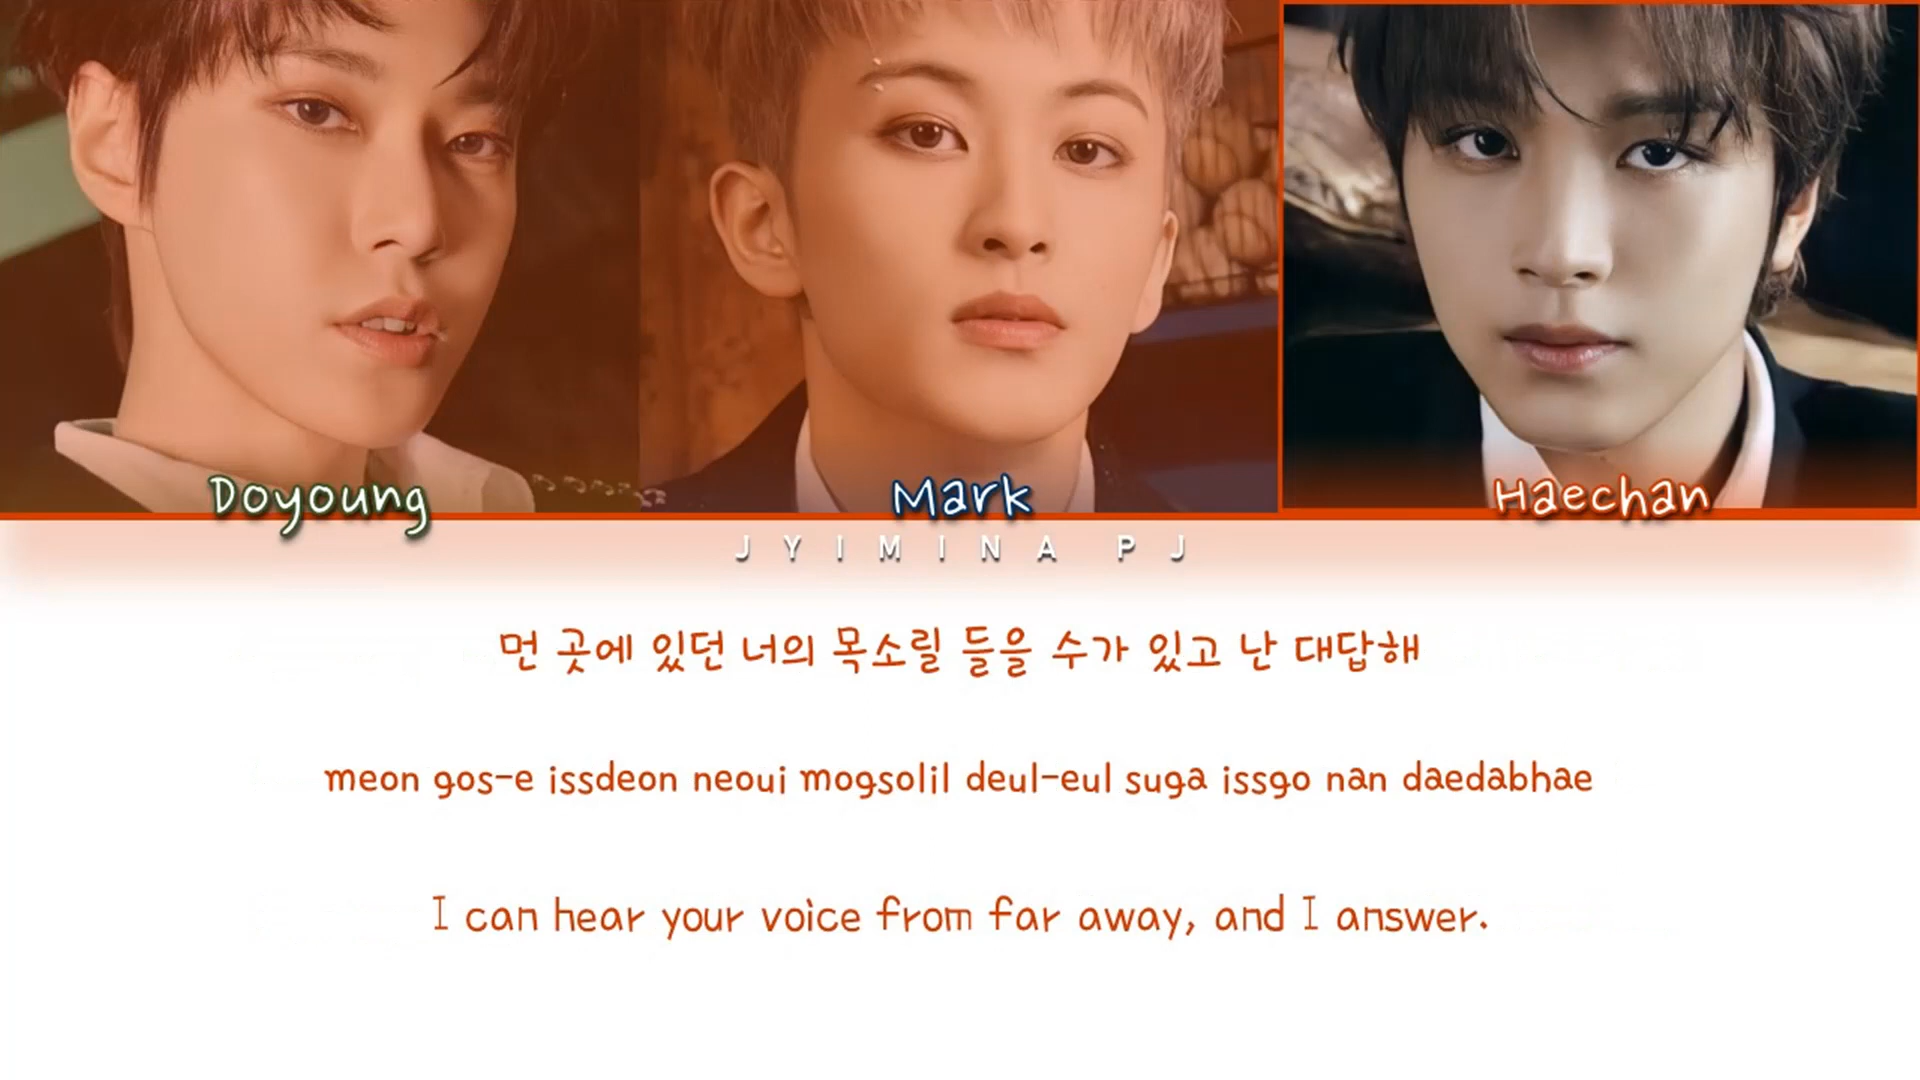 Doyoung
Mark
Haechan
JYIMINA PJ
먼 곳에 있던 너의 목소릴 들을 수가 있고 난 대답해
meon gos-e issdeon neoui mogsolil deul-eul suga issgo nan daedabhae
I can hear your voice from far away, and I answer.